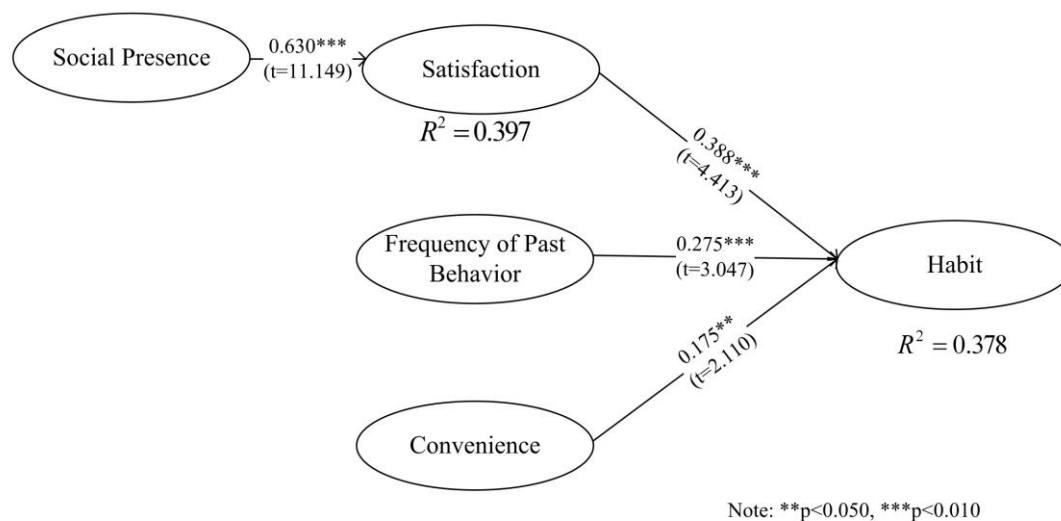 Social Presence
0.630***
(t=11.149)
Satisfaction
R² = 0.397
0.388***
(t=4.413)
Frequency of Past
Behavior
0.275***
(t=3.047)
Habit
R² = 0.378
0.175**
(t=2.110)
Convenience
Note: **p<0.050, ***p<0.010